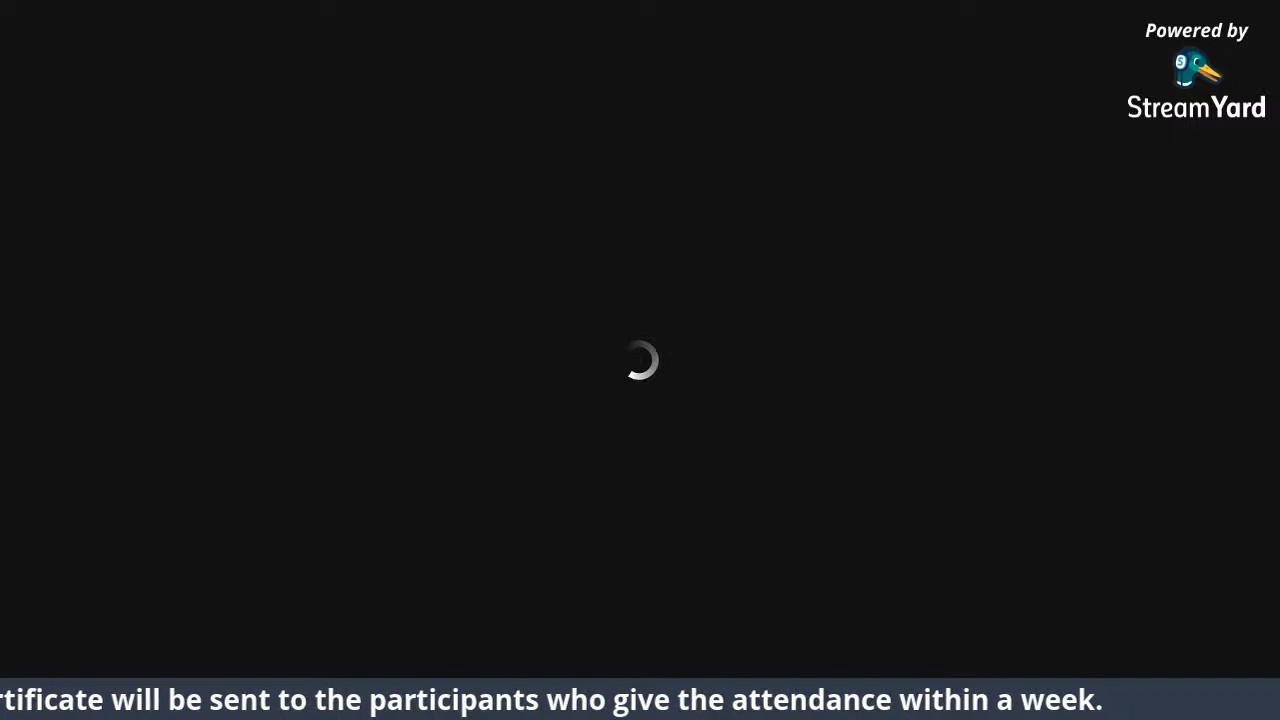 Powered by
StreamYard
rtificate will be sent to the participants who give the attendance within a week.